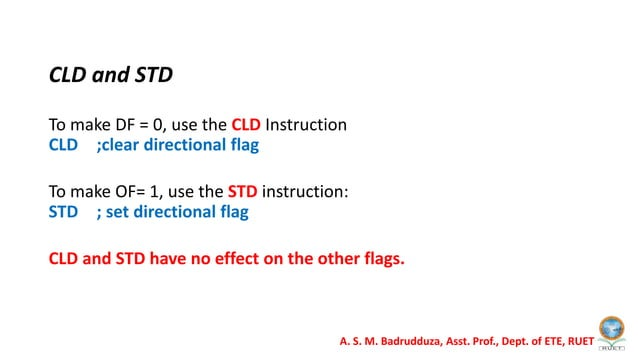 CLD and STD
To make DF = 0, use the CLD Instruction
CLD ;clear directional flag
To make OF= 1, use the STD instruction:
STD ; set directional flag
CLD and STD have no effect on the other flags.
A. S. M. Badrudduza, Asst. Prof., Dept. of ETE, RUET
RUET